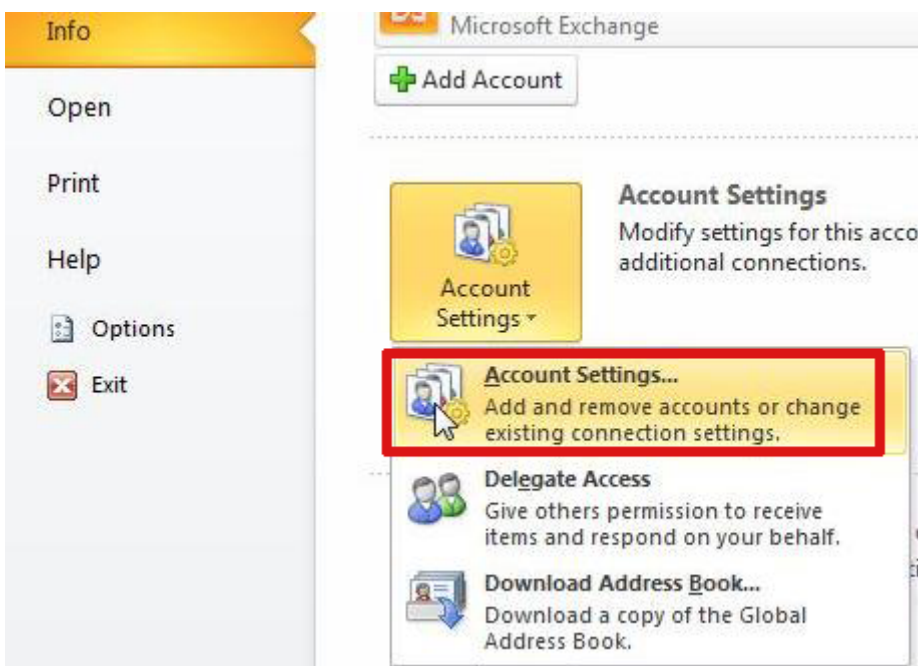 Info
Open
Print
Help
Options
Exit
Microsoft Exchange
Add Account
Account
Settings
Account Settings
Modify settings for this acco
additional connections.
Account Settings...
Add and remove accounts or change
existing connection settings.
Delegate Access
Give others permission to receive
items and respond on your behalf.
Download Address Book...
Download a copy of the Global
Address Book.